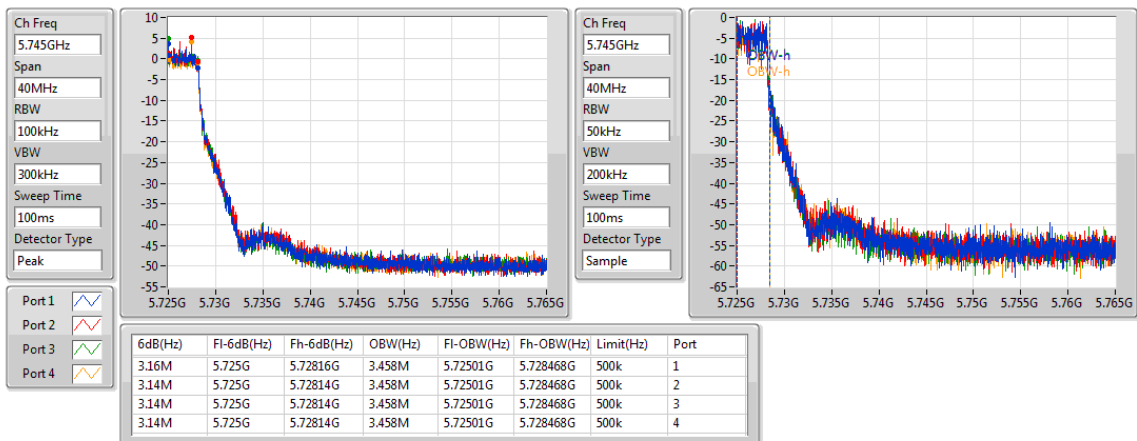 Ch Freq
5.745GHz
Span
40MHz
RBW
100kHz
VBW
300kHz
Sweep Time
100ms
Detector Type
Peak
10
5
0
-5
-10
-15
-20
-25
-30
-35
-40
-45
-50
-55
5.725G 5.73G 5.735G 5.74G 5.745G 5.75G 5.755G 5.76G 5.765G
Ch Freq
5.745GHz
Span
40MHz
RBW
50kHz
VBW
200kHz
Sweep Time
100ms
Detector Type
Sample
0
-5
-10
-15
-20
-25
-30
-35
-40
-45
-50
-55
-60
-65
OBW-h
OBW-h
5.725G 5.73G 5.735G 5.74G 5.745G 5.75G 5.755G 5.76G 5.765G
Port 1
Port 2
Port 3
Port 4
6dB(Hz) Fl-6dB(Hz) Fh-6dB(Hz) OBW(Hz) Fl-OBW(Hz) Fh-OBW(Hz) Limit(Hz) Port
3.16M 5.725G 5.72816G 3.458M 5.72501G 5.728468G 500k 1
3.14M 5.725G 5.72814G 3.458M 5.72501G 5.728468G 500k 2
3.14M 5.725G 5.72814G 3.458M 5.72501G 5.728468G 500k 3
3.14M 5.725G 5.72814G 3.458M 5.72501G 5.728468G 500k 4